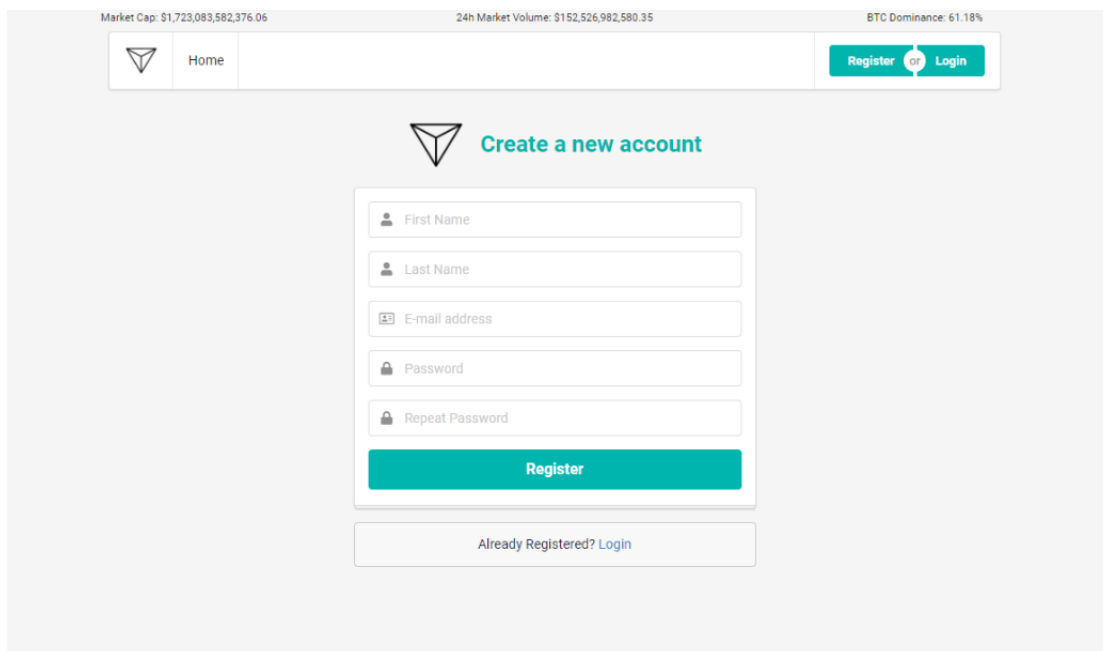 Market Cap: $1,723,083,582,376.06 24h Market Volume: $152,526,982,580.35 BTC Dominance: 61.18%
Home Register or Login
Create a new account
First Name
Last Name
E-mail address
Password
Repeat Password
Register
Already Registered? Login